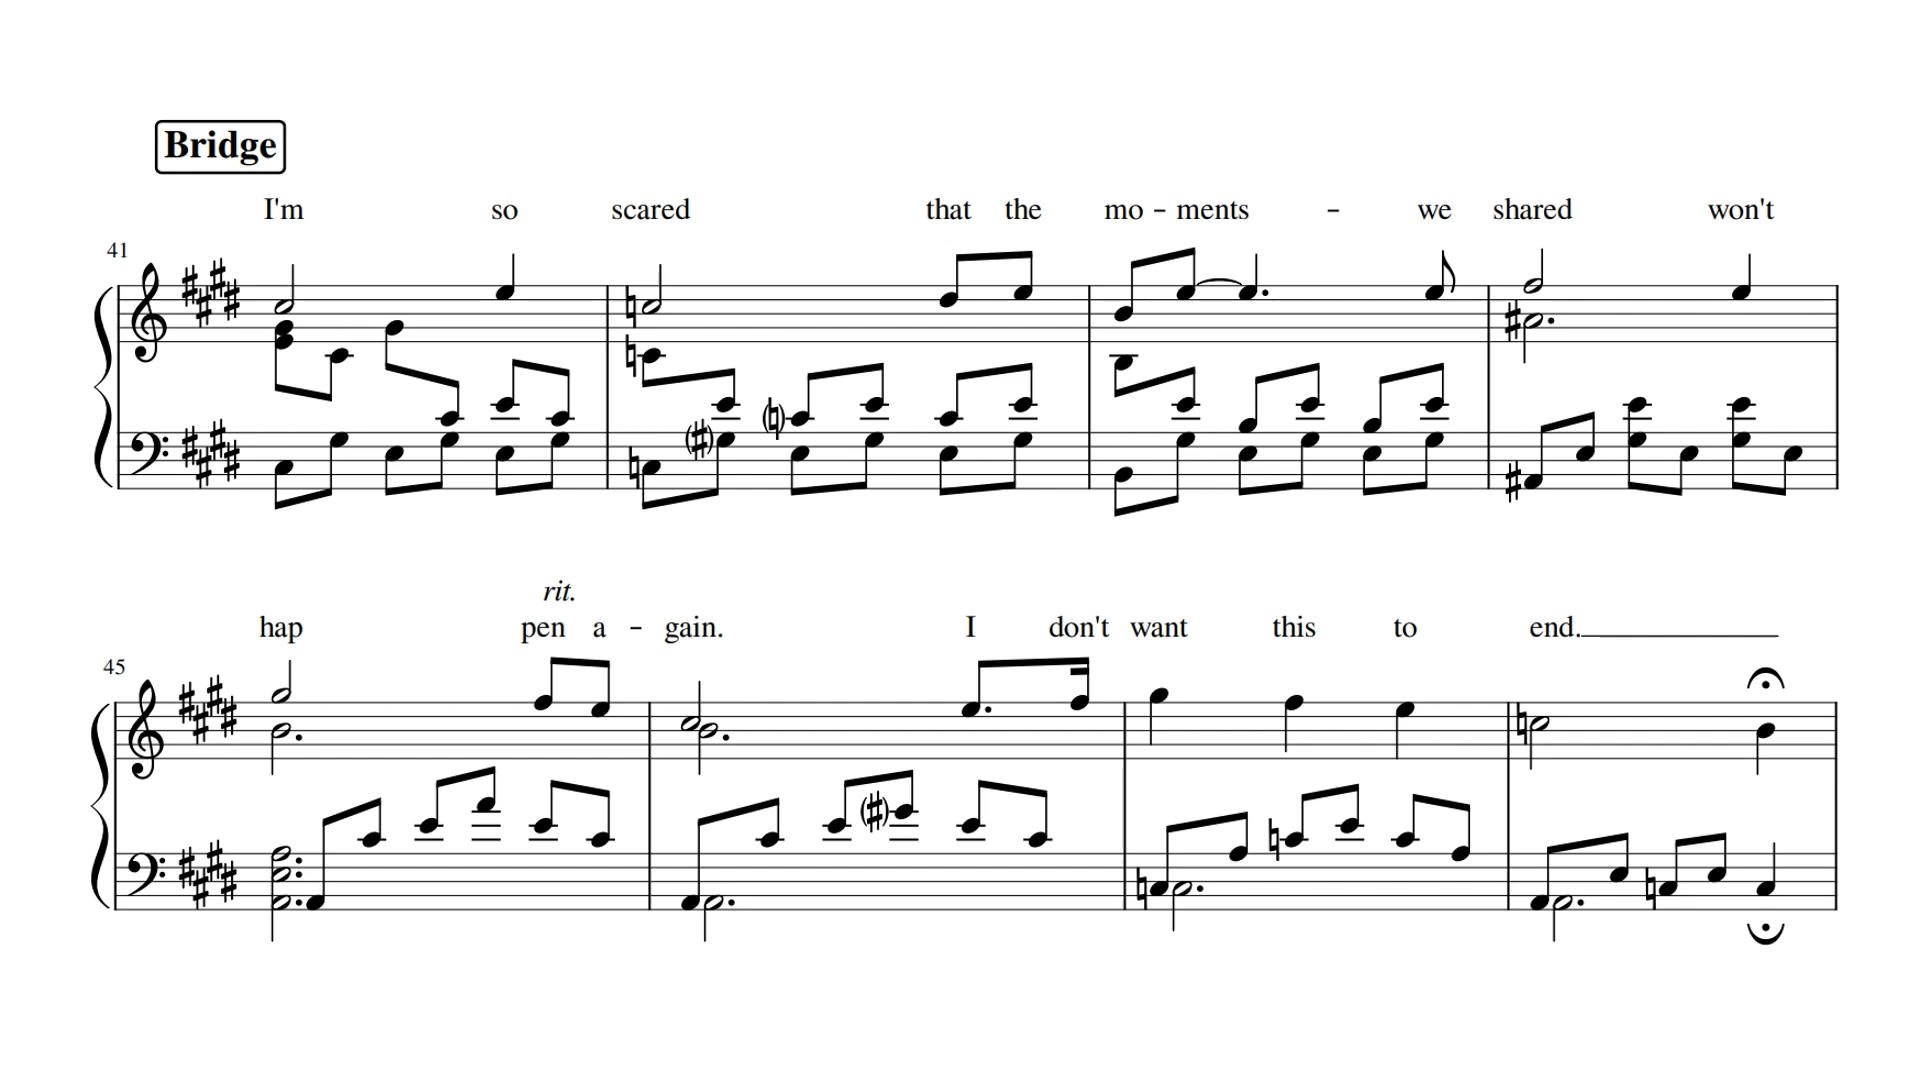 Bridge
I'm so scared that the mo - ments - we shared won't
41
rit.
hap pen a - gain. I don't want this to end.
45